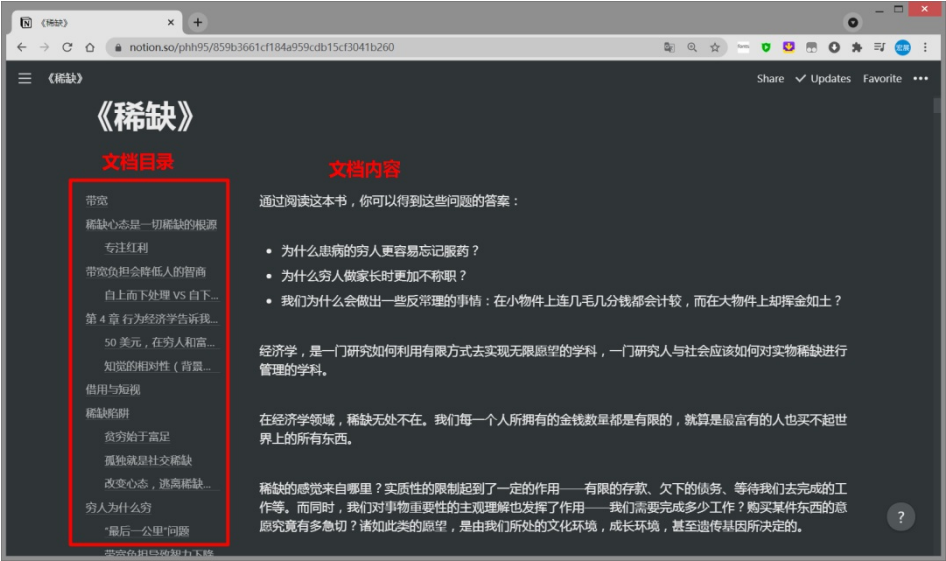 《稀缺》
notion.so/phh95/859b3661cf184a959cdb15cf3041b260
《稀缺》
Share ✓ Updates Favorite •••
《稀缺》
文档目录
文档内容
带宽
稀缺心态是一切稀缺的根源
专注红利
带宽负担会降低人的智商
自上而下处理 VS 自下...
第 4 章 行为经济学告诉我...
50 美元，在穷人和富...
知觉的相对性（背景...
借用与短视
稀缺陷阱
贫穷始于富足
孤独就是社交稀缺
改变心态，逃离稀缺...
穷人为什么穷
“最后一公里”问题
带宽负担导致智力下降
通过阅读这本书，你可以得到这些问题的答案：
• 为什么患病的穷人更容易忘记服药？
• 为什么穷人做家长时更加不称职？
• 我们为什么会做出一些反常理的事情：在小物件上连几毛几分钱都会计较，而在大物件上却挥金如土？
经济学，是一门研究如何利用有限方式去实现无限愿望的学科，一门研究人与社会应该如何对实物稀缺进行
管理的学科。
在经济学领域，稀缺无处不在。我们每一个人所拥有的金钱数量都是有限的，就算是最富有的人也买不起世
界上的所有东西。
稀缺的感觉来自哪里？实质性的限制起到了一定的作用——有限的存款、欠下的债务、等待我们去完成的工
作等。而同时，我们对事物重要性的主观理解也发挥了作用——我们需要完成多少工作？购买某件东西的意
愿究竟有多急切？诸如此类的愿望，是由我们所处的文化环境，成长环境，甚至遗传基因所决定的。
?